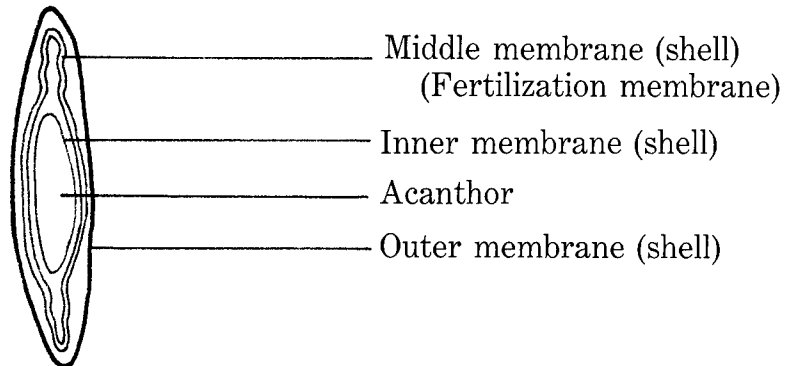 Middle membrane (shell)
(Fertilization membrane)
Inner membrane (shell)
Acanthor
Outer membrane (shell)